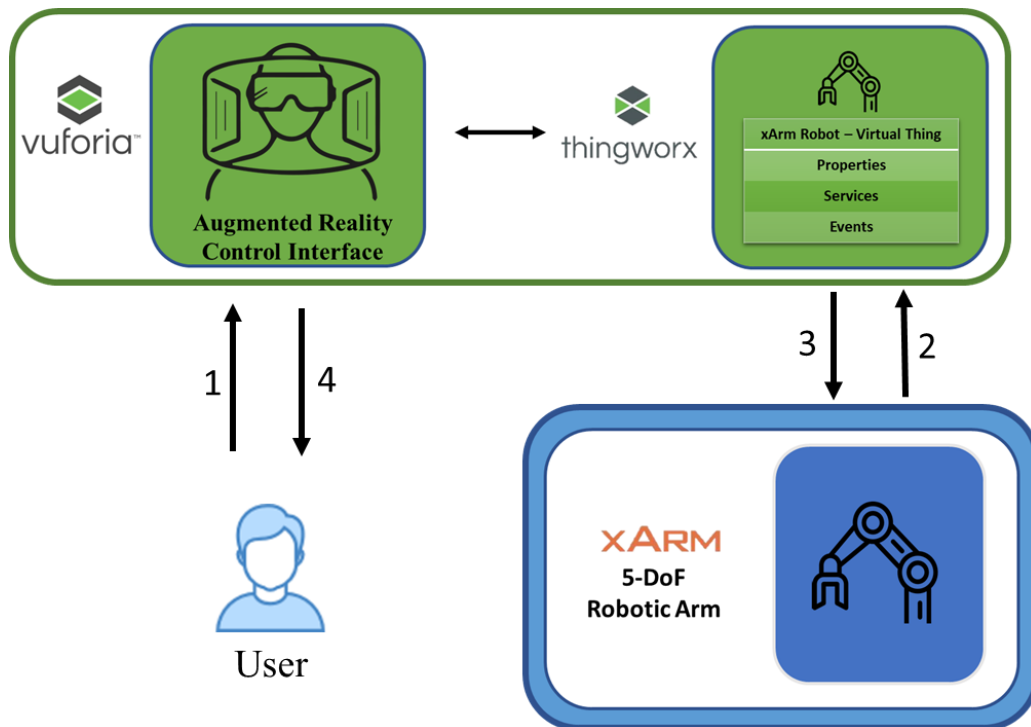 vuforia™
Augmented Reality
Control Interface
thingworx
xArm Robot – Virtual Thing
Properties
Services
Events
1
4
3
2
User
xARM
5-DoF
Robotic Arm